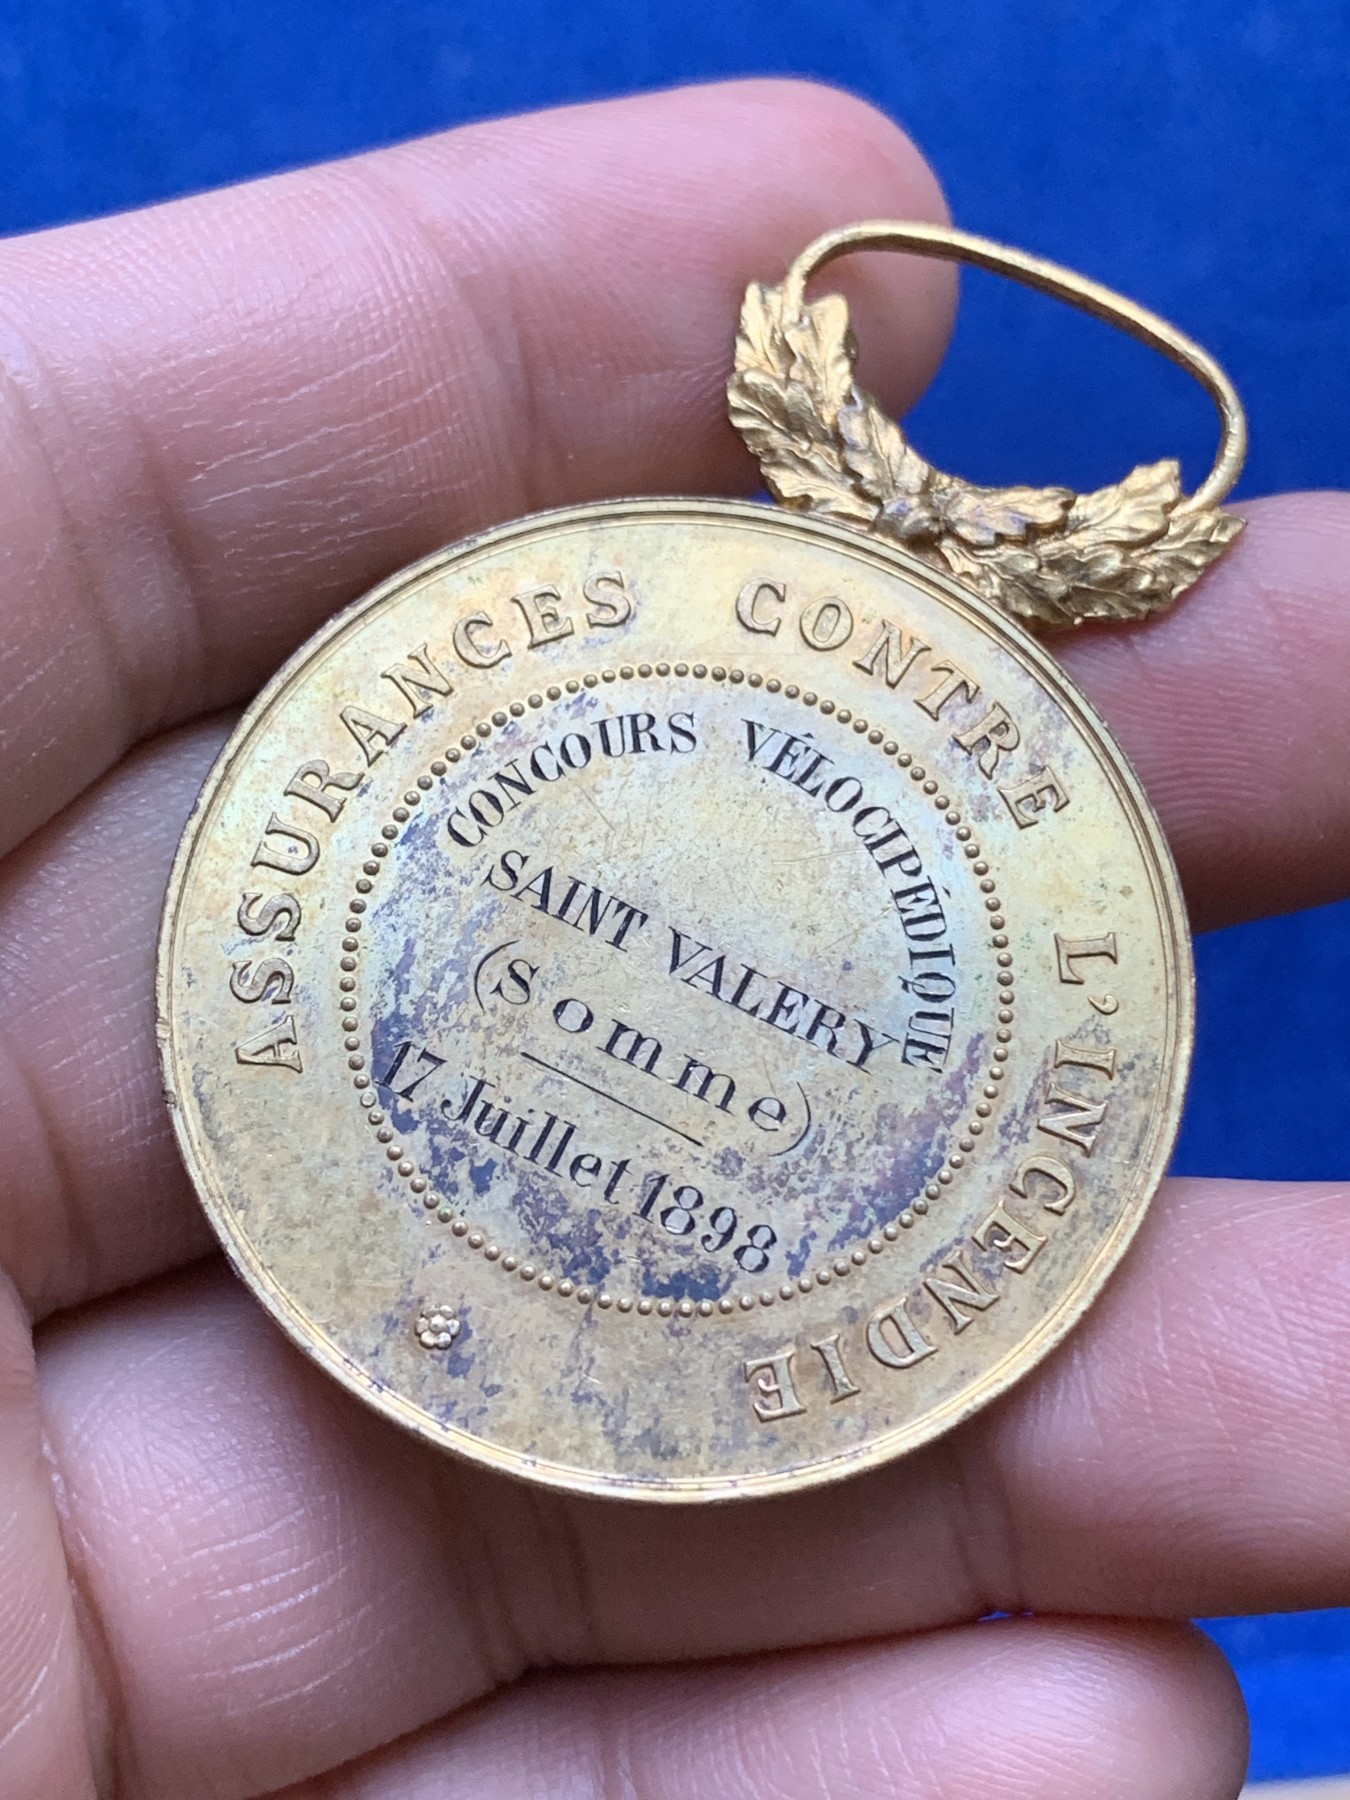 ASSURANCES CONTRE L'INCENDIE
CONCOURS VÉLOCIPÉDIQUE
SAINT VALERY
(Somme)
17 Juillet 1898